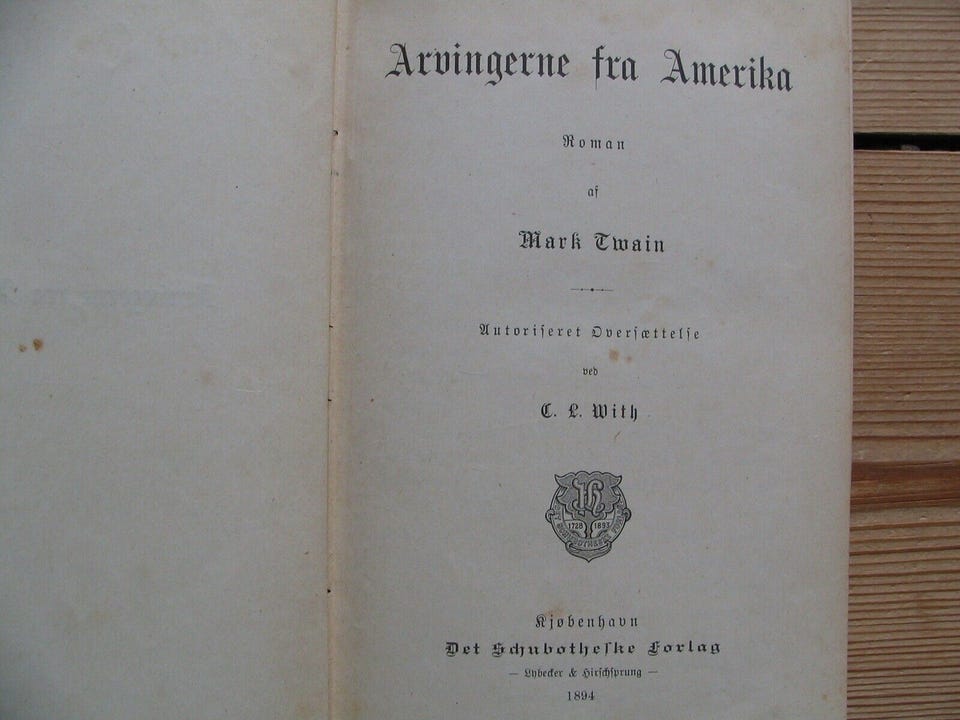 Arvingerne fra Amerika
Roman
af
Mark Twain
Autoriseret Oversættelse
ved
C. L. With
1728 1893
Kjøbenhavn
Det Schubotheske Forlag
— Lybecker & Hirschsprung —
1894